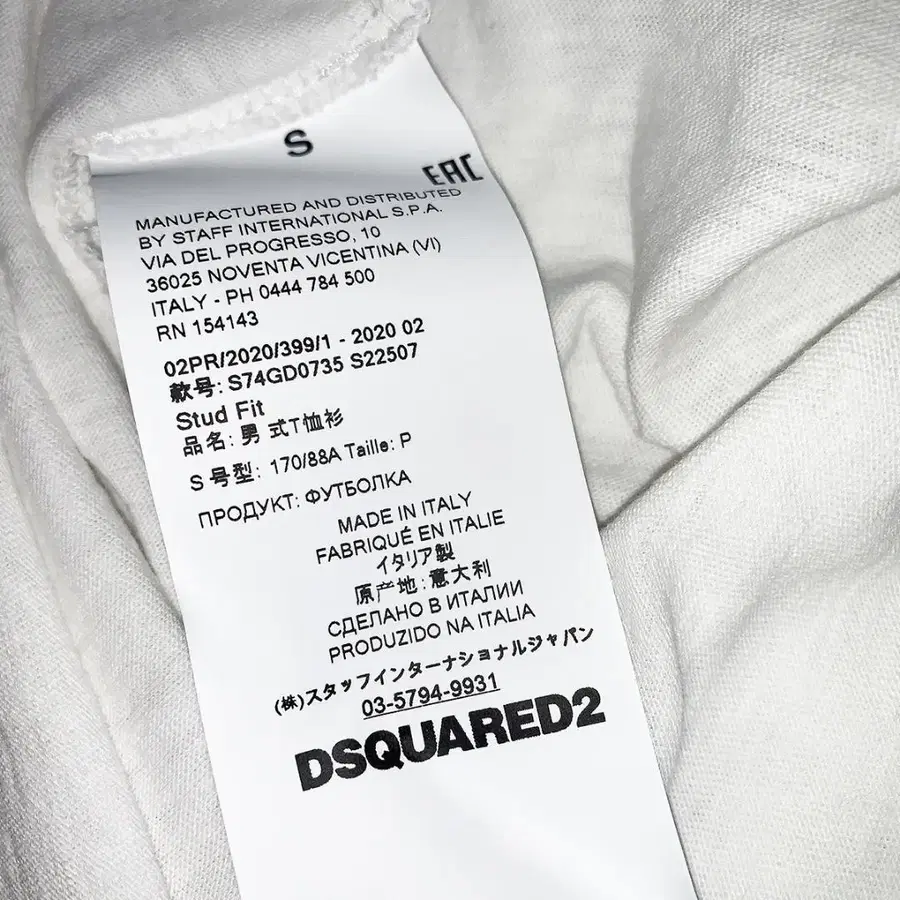 S
EAC
MANUFACTURED AND DISTRIBUTED
BY STAFF INTERNATIONAL S.P.A.
VIA DEL PROGRESSO, 10
36025 NOVENTA VICENTINA (VI)
ITALY - PH 0444 784 500
RN 154143
02PR/2020/399/1 - 2020 02
款号: S74GD0735 S22507
Stud Fit
品名: 男 式T恤衫
S 号型: 170/88A Taille: P
ПРОДУКТ: ФУТБОЛКА
MADE IN ITALY
FABRIQUÉ EN ITALIE
イタリア製
原产地: 意大利
СДЕЛАНО В ИТАЛИИ
PRODUZIDO NA ITALIA
(株)スタッフインターナショナルジャパン
03-5794-9931
DSQUARED2